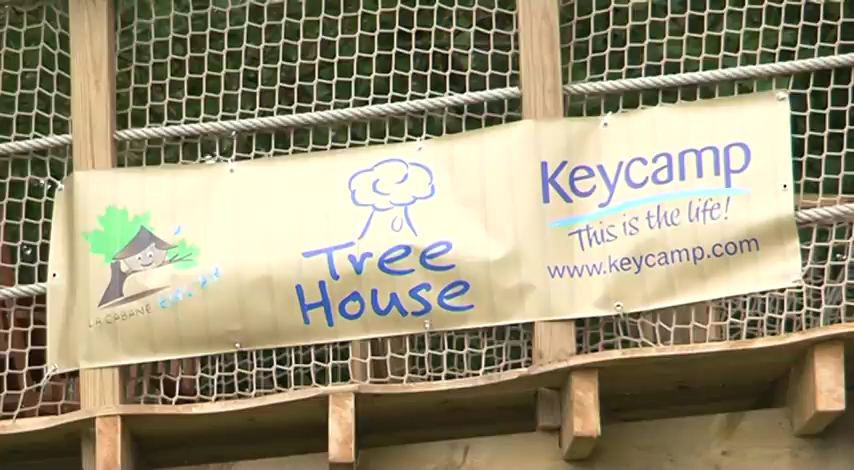 LA CABANE
Tree
House
Keycamp
This is the life!
www.keycamp.com